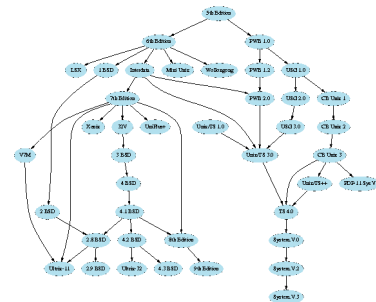 5th Edition
6th Edition
PWB 1.0
LSX
1 BSD
Interdata
Mini Unix
Wollongong
PWB 1.2
USG 1.0
7th Edition
PWB 2.0
USG 2.0
CB Unix 1
Xenix
32V
Uniplus+
Unix/TS 1.0
USG 3.0
CB Unix 2
V7M
3 BSD
Unix/TS 3.0
CB Unix 3
4 BSD
Unix/TS++
PDP-11 Sys V
2 BSD
4.1 BSD
TS 4.0
2.8 BSD
4.2 BSD
8th Edition
System V.0
Ultrix-11
2.9 BSD
Ultrix-32
4.3 BSD
9th Edition
System V.2
System V.3